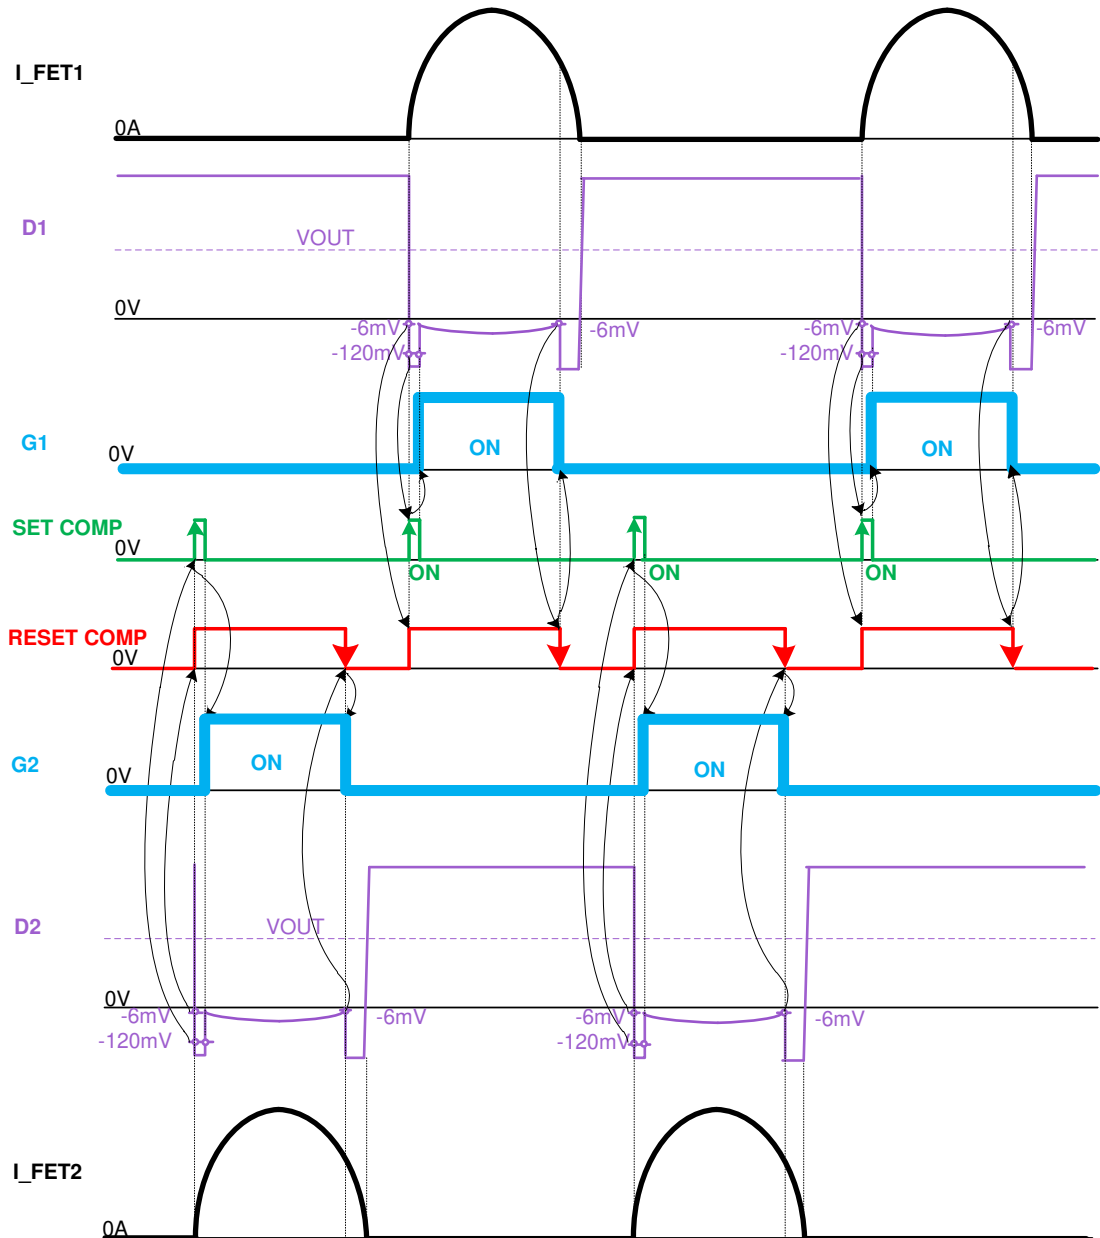 I_FET1
0A
D1
VOUT
0V
-6mV
-6mV
-6mV
-6mV
-120mV
-120mV
G1
ON
ON
0V
SET COMP
0V
ON
ON
ON
RESET COMP
0V
G2
ON
ON
0V
D2
VOUT
0V
-6mV
-6mV
-6mV
-6mV
-120mV
-120mV
I_FET2
0A